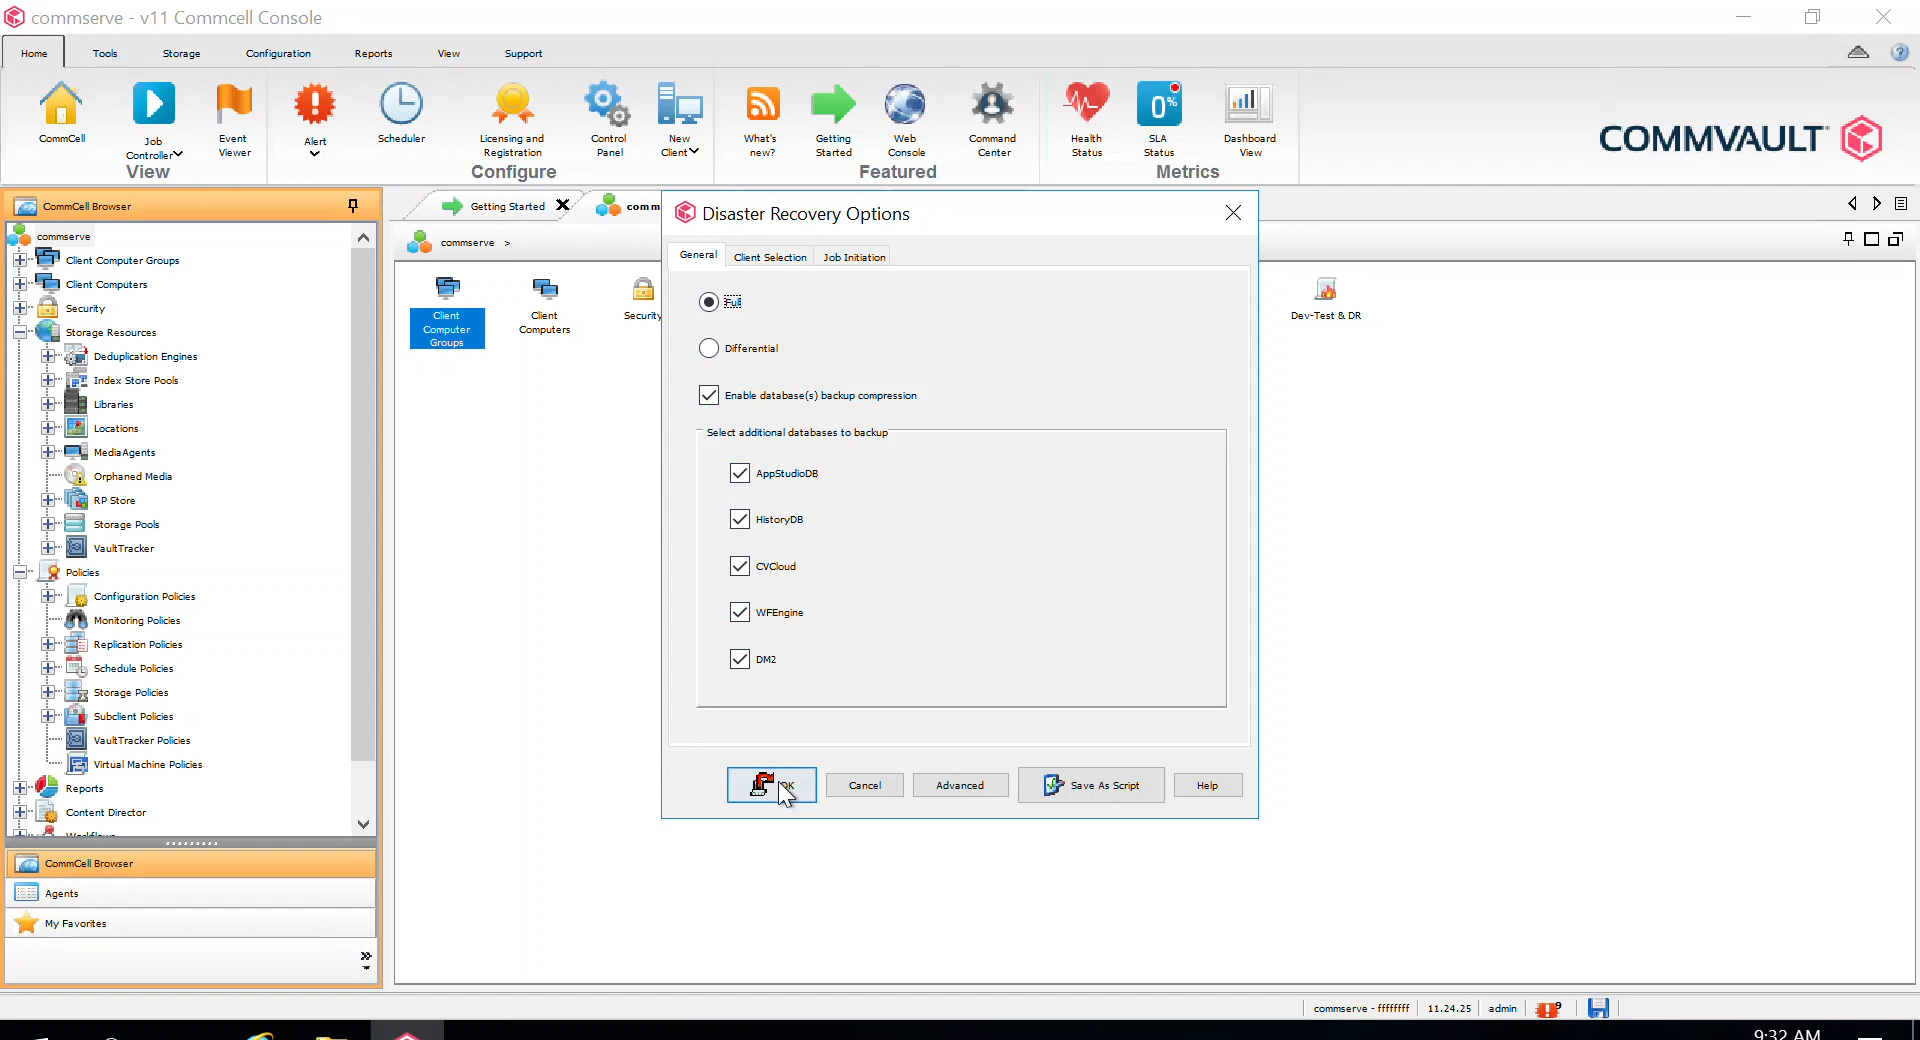 commserve - v11 Commcell Console
Home
Tools
Storage
Configuration
Reports
View
Support
CommCell
Job
Controller
Event
Viewer
View
Alert
Scheduler
Licensing and
Registration
Control
Panel
New
Client
Configure
What's
new?
Getting
Started
Web
Console
Command
Center
Featured
Health
Status
0%
SLA
Status
Dashboard
View
Metrics
COMMVAULT
CommCell Browser
commserve
Client Computer Groups
Client Computers
Security
Storage Resources
Deduplication Engines
Index Store Pools
Libraries
Locations
MediaAgents
Orphaned Media
RP Store
Storage Pools
VaultTracker
Policies
Configuration Policies
Monitoring Policies
Replication Policies
Schedule Policies
Storage Policies
Subclient Policies
VaultTracker Policies
Virtual Machine Policies
Reports
Content Director
Workflows
CommCell Browser
Agents
My Favorites
Getting Started
comm
commserve >
Client
Computer
Groups
Client
Computers
Security
Dev-Test & DR
Disaster Recovery Options
General
Client Selection
Job Initiation
Full
Differential
Enable database(s) backup compression
Select additional databases to backup
AppStudioDB
HistoryDB
CVCloud
WFEngine
DM2
OK
Cancel
Advanced
Save As Script
Help
commserve - ffffffff
11.24.25
admin
9
9:32 AM